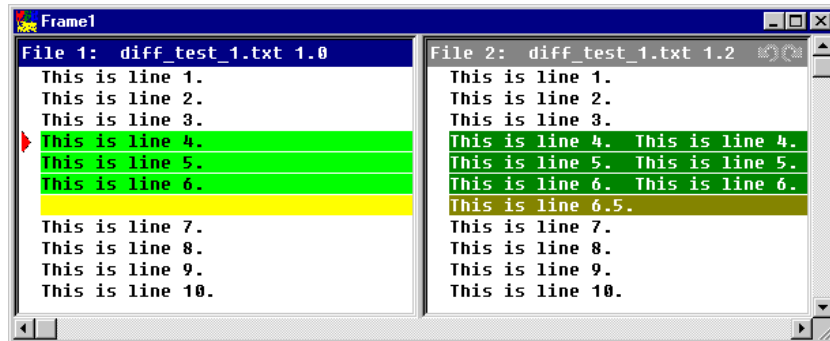 Frame1
File 1:  diff_test_1.txt 1.0
This is line 1.
This is line 2.
This is line 3.
This is line 4.
This is line 5.
This is line 6.
This is line 7.
This is line 8.
This is line 9.
This is line 10.
File 2:  diff_test_1.txt 1.2
This is line 1.
This is line 2.
This is line 3.
This is line 4.  This is line 4.
This is line 5.  This is line 5.
This is line 6.  This is line 6.
This is line 6.5.
This is line 7.
This is line 8.
This is line 9.
This is line 10.